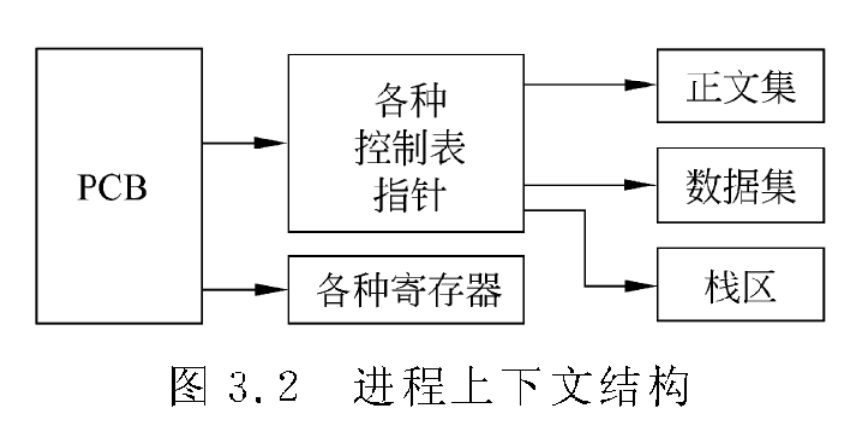 PCB
各种
控制表
指针
各种寄存器
正文集
数据集
栈区
图 3.2 进程上下文结构